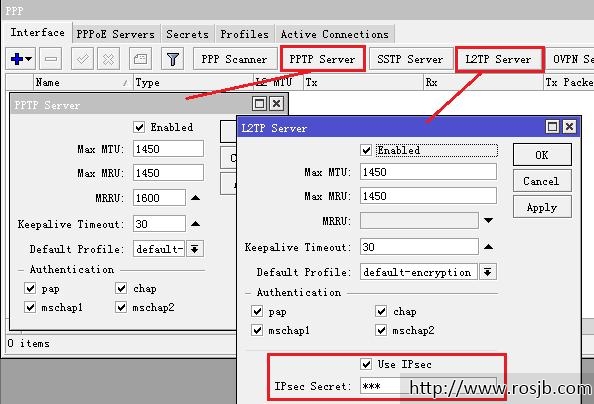 PPP
Interface PPPoE Servers Secrets Profiles Active Connections
PPP Scanner PPTP Server SSTP Server L2TP Server OVPN Se
Name Type L2 MTU Tx Rx Tx Packe
PPTP Server
Enabled
Max MTU: 1450
Max MRU: 1450
MRRU: 1600
Keepalive Timeout: 30
Default Profile: default-
Authentication
pap chap
mschap1 mschap2
0 items
L2TP Server
Enabled
OK
Max MTU: 1450
Cancel
Max MRU: 1450
Apply
MRRU:
Keepalive Timeout: 30
Default Profile: default-encryption
Authentication
pap chap
mschap1 mschap2
Use IPsec
IPsec Secret: ***
http://www.rosjb.com